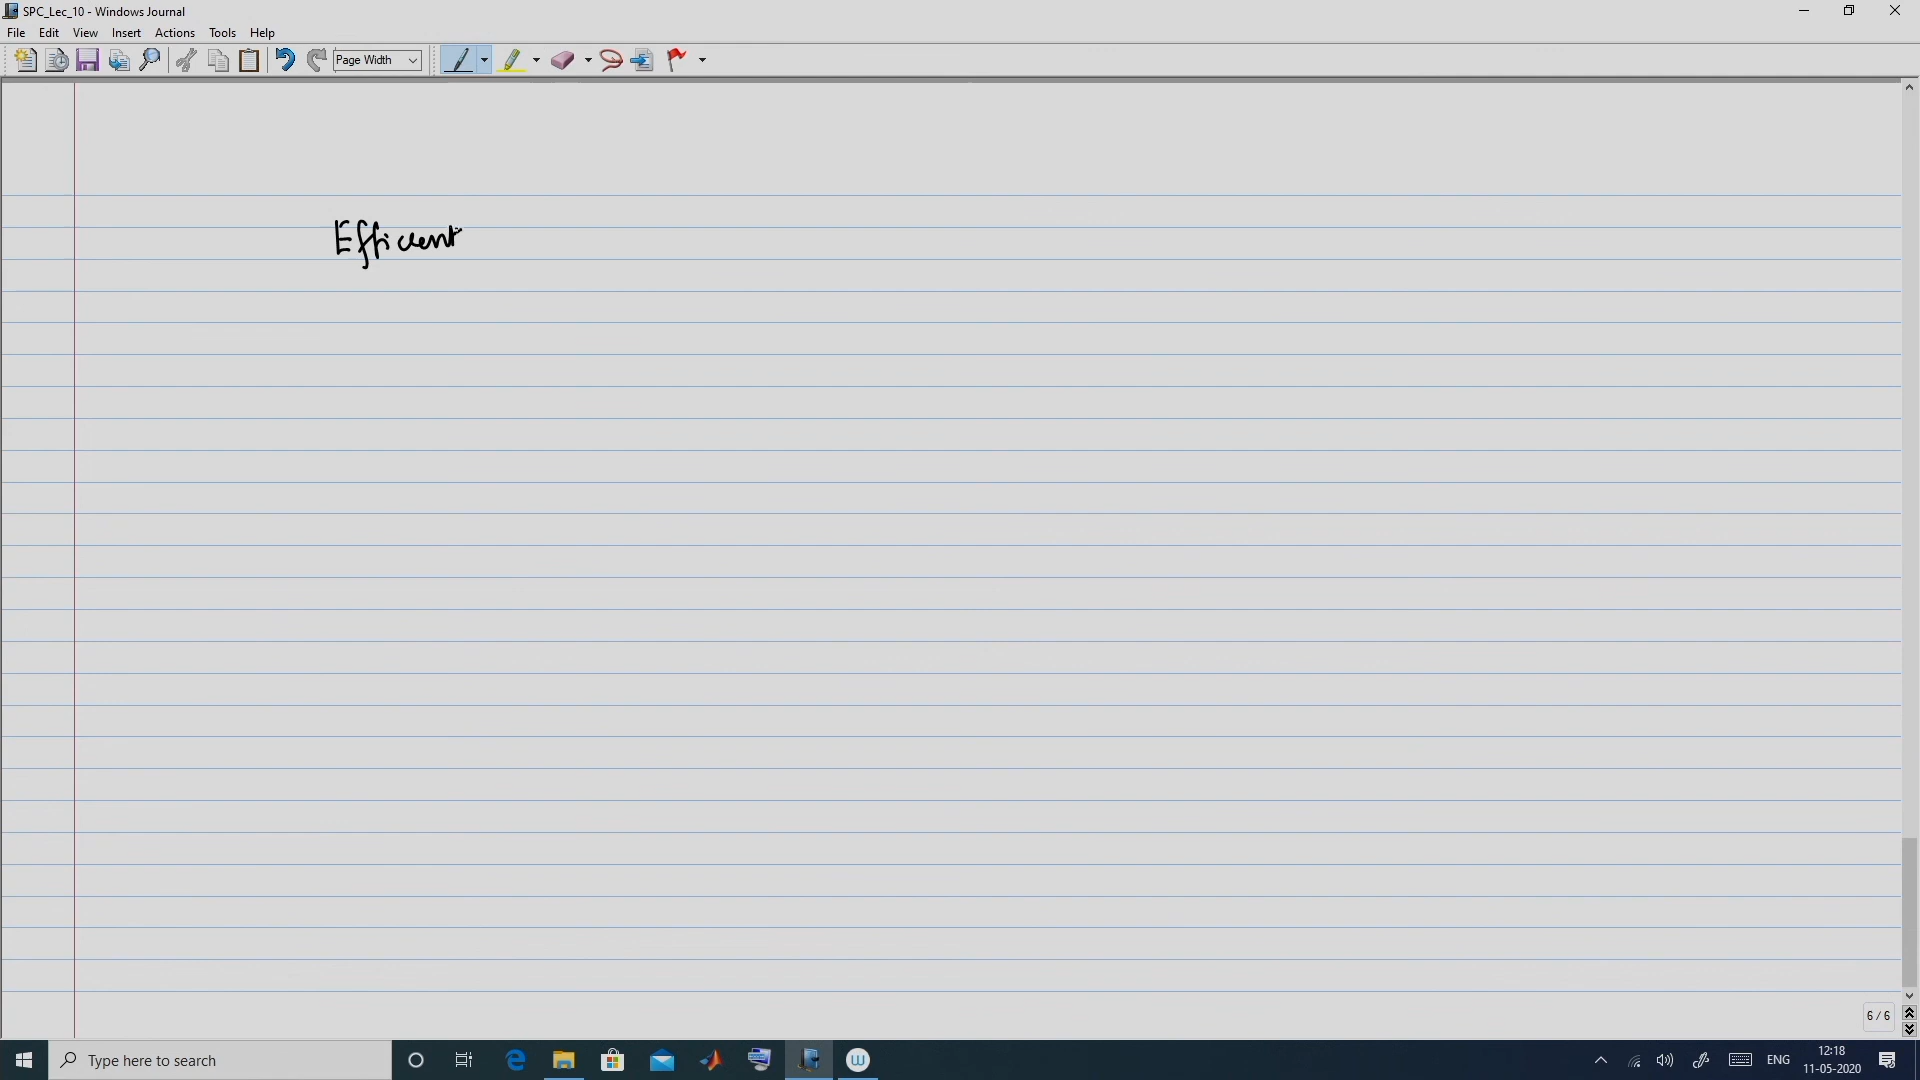 SPC_Lec_10 - Windows Journal
File Edit View Insert Actions Tools Help
Page Width
Efficient
6 / 6
Type here to search
ENG
12:18
11-05-2020